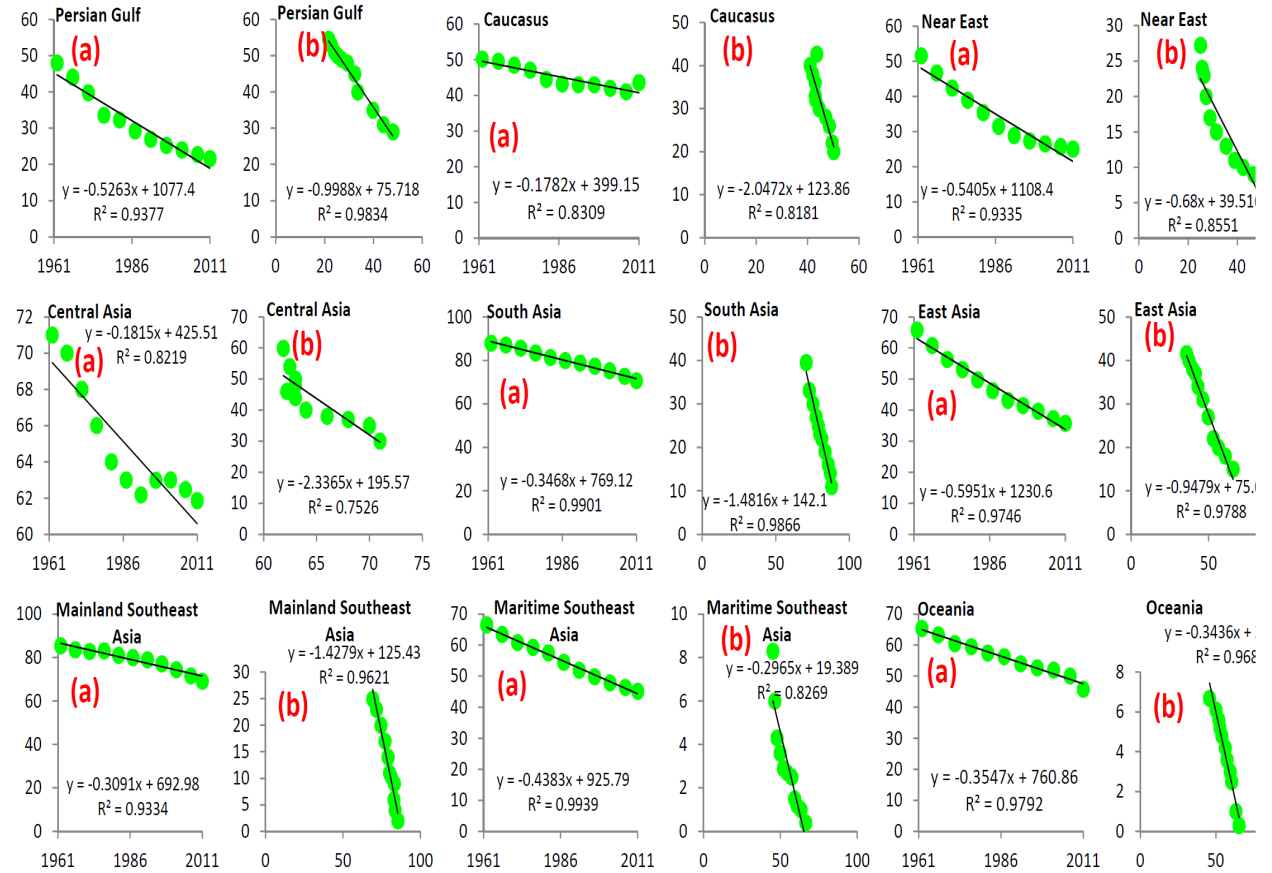 Persian Gulf
(a)
60
50
40
30
20
10
0
y = -0.5263x + 1077.4
R² = 0.9377
1961 1986 2011
Persian Gulf
(b)
60
50
40
30
20
10
0
y = -0.9988x + 75.718
R² = 0.9834
0 20 40 60
Caucasus
60
50
40
30
20
10
0
(a)
y = -0.1782x + 399.15
R² = 0.8309
1961 1986 2011
Caucasus
(b)
50
40
30
20
10
0
y = -2.0472x + 123.86
R² = 0.8181
0 20 40 60
Near East
(a)
60
50
40
30
20
10
0
y = -0.5405x + 1108.4
R² = 0.9335
1961 1986 2011
Near East
(b)
30
25
20
15
10
5
0
y = -0.68x + 39.51
R² = 0.8551
0 20 40
Central Asia
72
70
68
66
64
62
60
y = -0.1815x + 425.51
R² = 0.8219
(a)
1961 1986 2011
Central Asia
(b)
70
60
50
40
30
20
10
0
y = -2.3365x + 195.57
R² = 0.7526
60 65 70 75
South Asia
100
80
60
40
20
0
(a)
y = -0.3468x + 769.12
R² = 0.9901
1961 1986 2011
South Asia
(b)
50
40
30
20
10
0
y = -1.4816x + 142.1
R² = 0.9866
0 50 100
East Asia
70
60
50
40
30
20
10
0
(a)
y = -0.5951x + 1230.6
R² = 0.9746
1961 1986 2011
East Asia
(b)
50
40
30
20
10
0
y = -0.9479x + 75.
R² = 0.9788
0 50
Mainland Southeast
Asia
100
80
60
40
20
0
(a)
y = -0.3091x + 692.98
R² = 0.9334
1961 1986 2011
Mainland Southeast
Asia
y = -1.4279x + 125.43
R² = 0.9621
30
25
20
15
10
5
0
(b)
0 50 100
Maritime Southeast
Asia
70
60
50
40
30
20
10
0
(a)
y = -0.4383x + 925.79
R² = 0.9939
1961 1986 2011
Maritime Southeast
Asia
(b)
10
8
6
4
2
0
y = -0.2965x + 19.389
R² = 0.8269
0 50 100
Oceania
70
60
50
40
30
20
10
0
(a)
y = -0.3547x + 760.86
R² = 0.9792
1961 1986 2011
Oceania
y = -0.3436x +
R² = 0.968
8
6
4
2
0
(b)
0 50